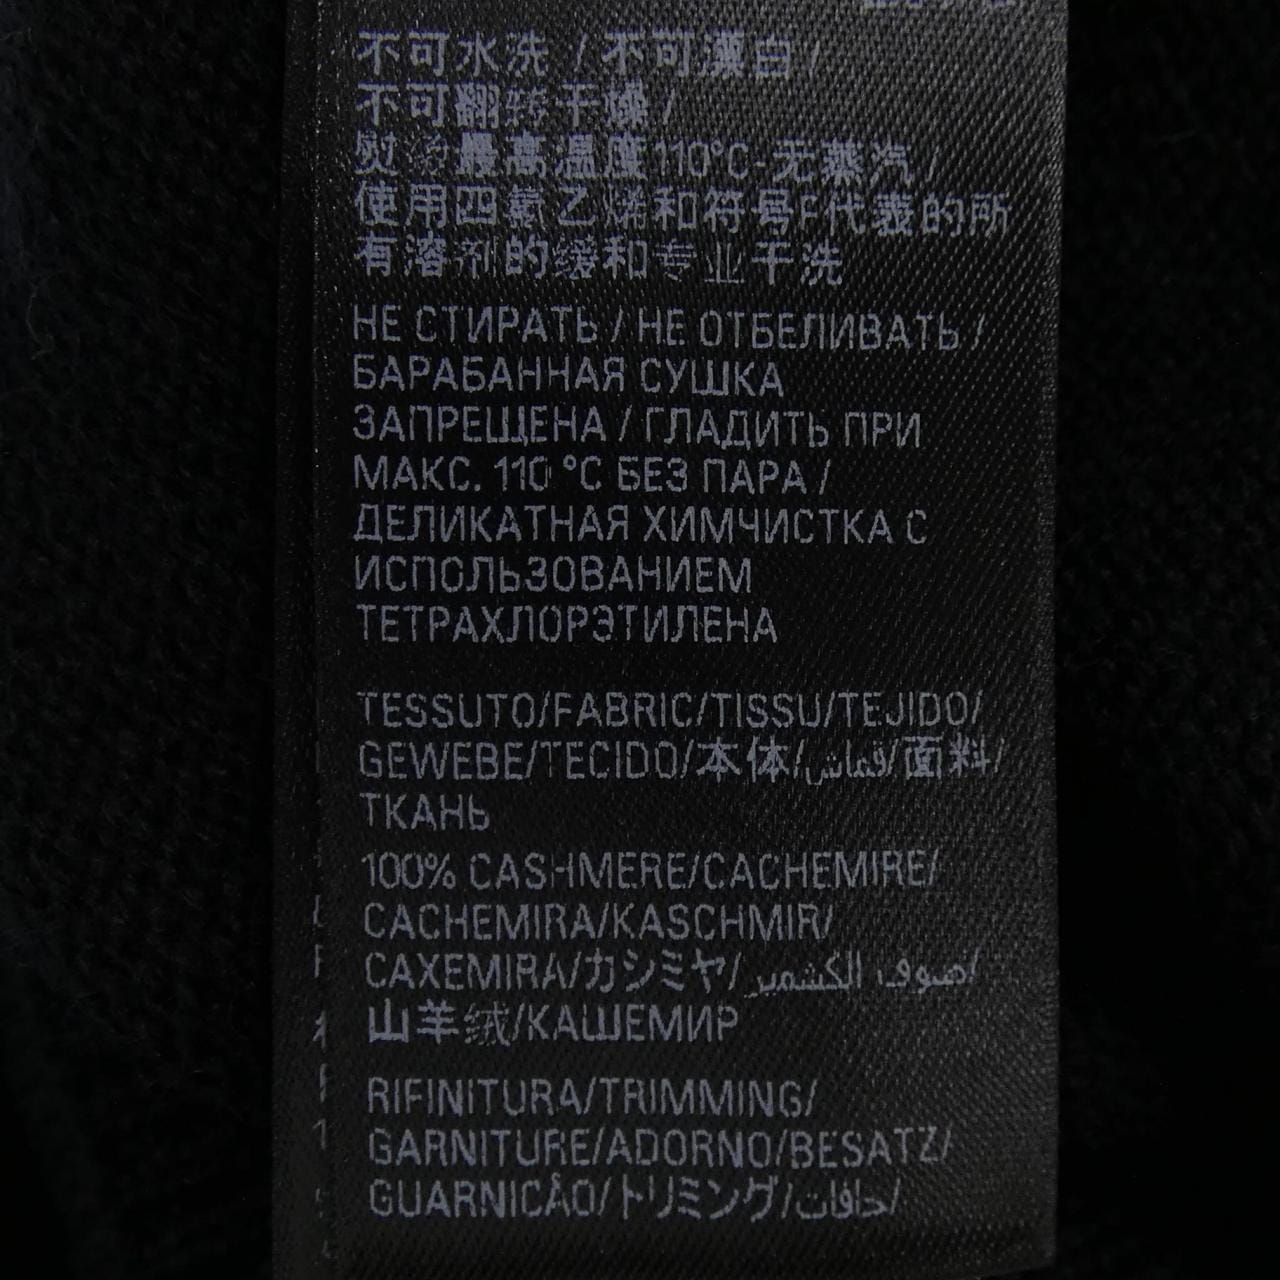 不可水洗 / 不可漂白 /
不可翻转干燥 /
熨烫最高温度110°C-无蒸汽 /
使用四氯乙烯和符号F代表的所
有溶剂的缓和专业干洗
НЕ СТИРАТЬ / НЕ ОТБЕЛИВАТЬ /
БАРАБАННАЯ СУШКА
ЗАПРЕЩЕНА / ГЛАДИТЬ ПРИ
МАКС. 110 °C БЕЗ ПАРА /
ДЕЛИКАТНАЯ ХИМЧИСТКА С
ИСПОЛЬЗОВАНИЕМ
ТЕТРАХЛОРЭТИЛЕНА
TESSUTO/FABRIC/TISSU/TEJIDO/
GEWEBE/TECIDO/本体/قماش/面料/
ТКАНЬ
100% CASHMERE/CACHEMIRE/
CACHEMIRA/KASCHMIR/
CAXEMIRA/カシミヤ/صوف الكشمير/
山羊绒/КАШЕМИР
RIFINITURA/TRIMMING/
GARNITURE/ADORNO/BESATZ/
GUARNICÃO/トリミング/حافات/